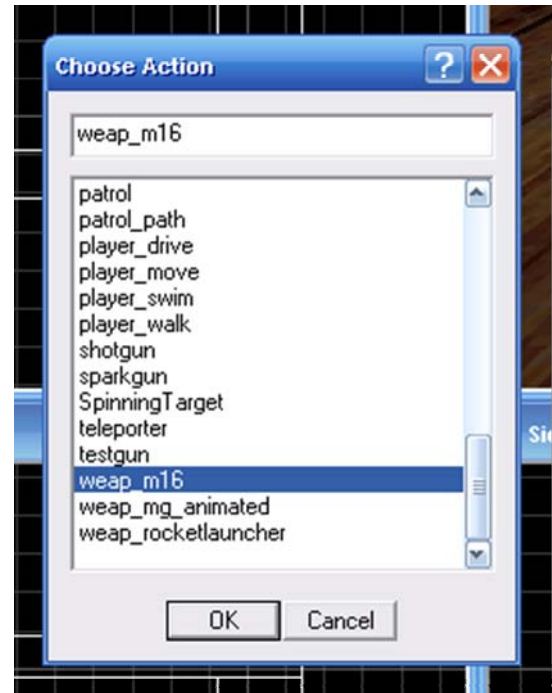 Choose Action
weap_m16
patrol
patrol_path
player_drive
player_move
player_swim
player_walk
shotgun
sparkgun
SpinningTarget
teleporter
testgun
weap_m16
weap_mg_animated
weap_rocketlauncher
OK Cancel